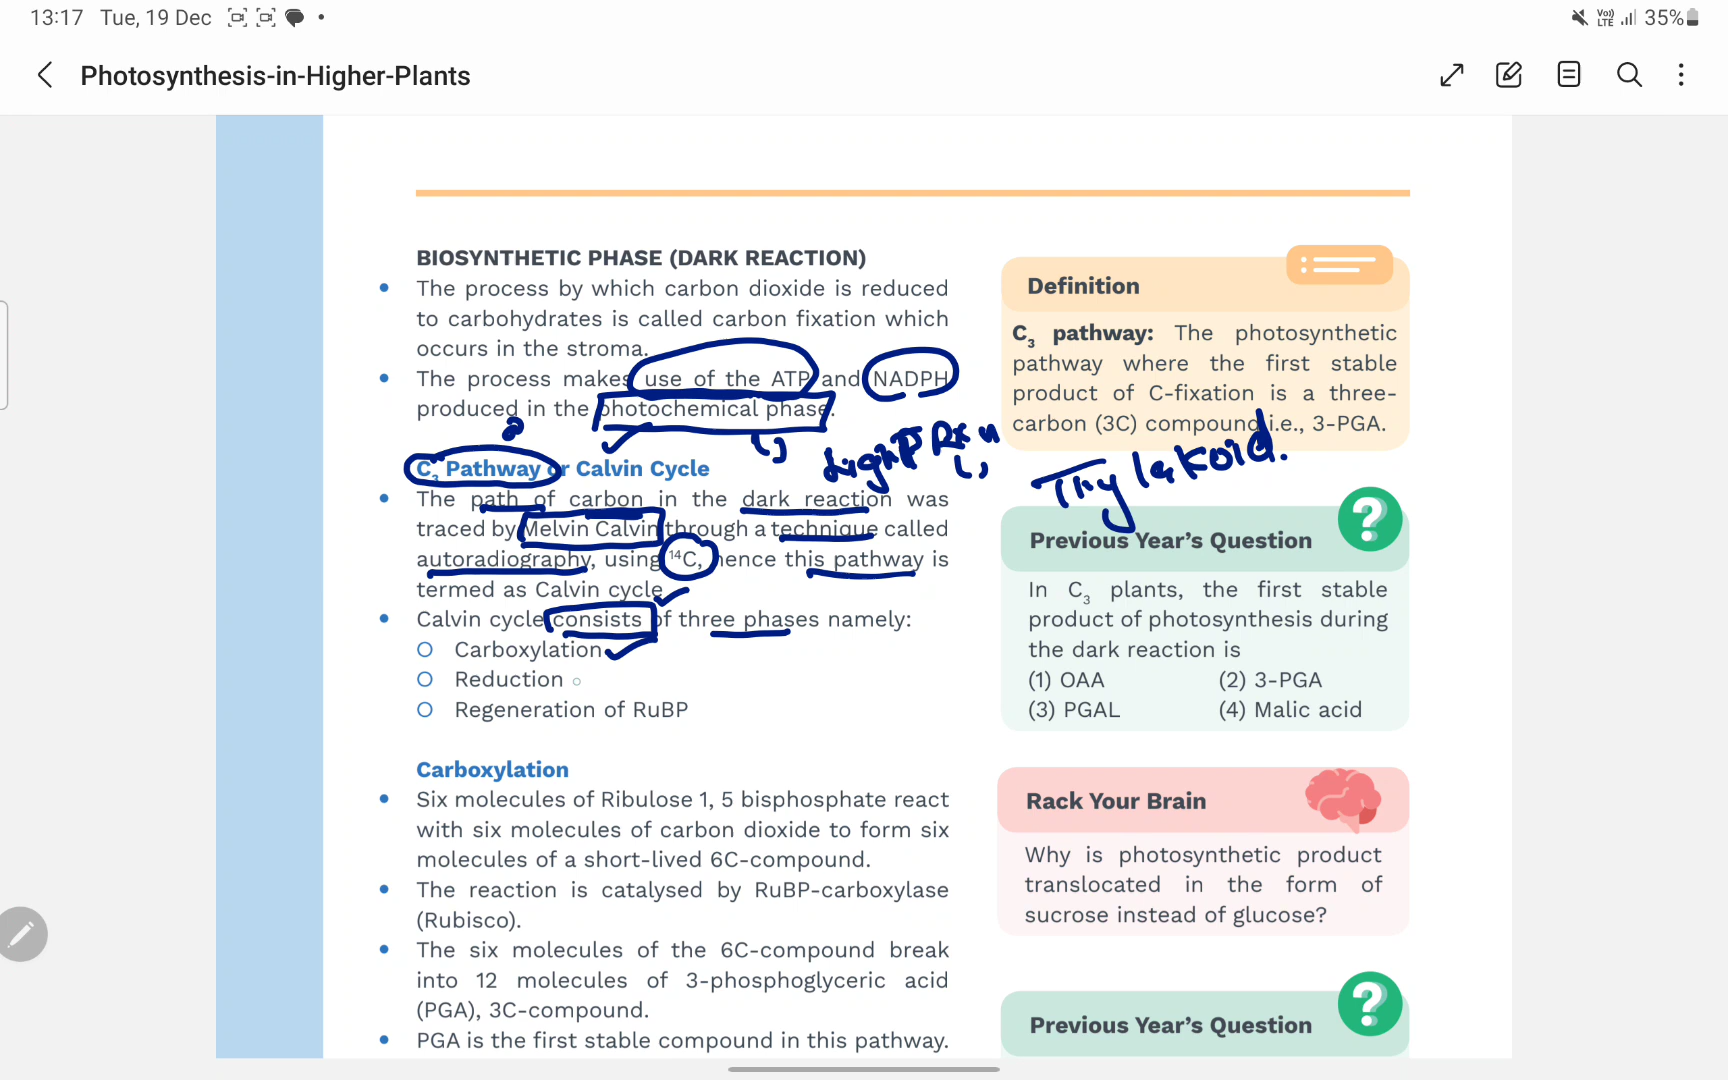 13:17 Tue, 19 Dec
Vo)) LTE 35%
Photosynthesis-in-Higher-Plants
BIOSYNTHETIC PHASE (DARK REACTION)
The process by which carbon dioxide is reduced
to carbohydrates is called carbon fixation which
occurs in the stroma.
The process makes use of the ATP and NADPH
produced in the photochemical phase.
Light Rxn
C₃ Pathway or Calvin Cycle
The path of carbon in the dark reaction was
traced by Melvin Calvin through a technique called
autoradiography, using ¹⁴C, hence this pathway is
termed as Calvin cycle.
Calvin cycle consists of three phases namely:
Carboxylation
Reduction
Regeneration of RuBP
Carboxylation
Six molecules of Ribulose 1, 5 bisphosphate react
with six molecules of carbon dioxide to form six
molecules of a short-lived 6C-compound.
The reaction is catalysed by RuBP-carboxylase
(Rubisco).
The six molecules of the 6C-compound break
into 12 molecules of 3-phosphoglyceric acid
(PGA), 3C-compound.
PGA is the first stable compound in this pathway.
Definition
C₃ pathway: The photosynthetic
pathway where the first stable
product of C-fixation is a three-
carbon (3C) compound i.e., 3-PGA.
Thylakoid.
Previous Year's Question
In C₃ plants, the first stable
product of photosynthesis during
the dark reaction is
(1) OAA (2) 3-PGA
(3) PGAL (4) Malic acid
Rack Your Brain
Why is photosynthetic product
translocated in the form of
sucrose instead of glucose?
Previous Year's Question